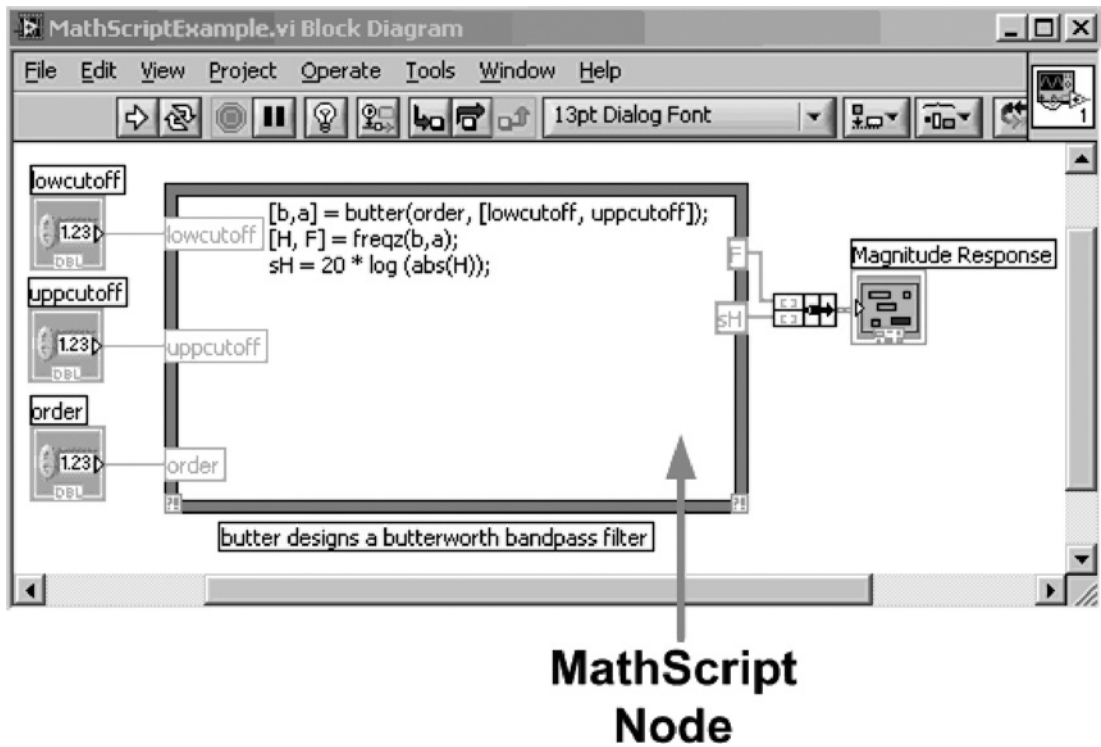 MathScriptExample.vi Block Diagram
File Edit View Project Operate Tools Window Help
13pt Dialog Font
1
lowcutoff
1.23
DBL
lowcutoff
[b,a] = butter(order, [lowcutoff, uppcutoff]);
[H, F] = freqz(b,a);
sH = 20 * log (abs(H));
F
Magnitude Response
uppcutoff
1.23
DBL
uppcutoff
sH
order
1.23
DBL
order
?!
?!
butter designs a butterworth bandpass filter
MathScript
Node